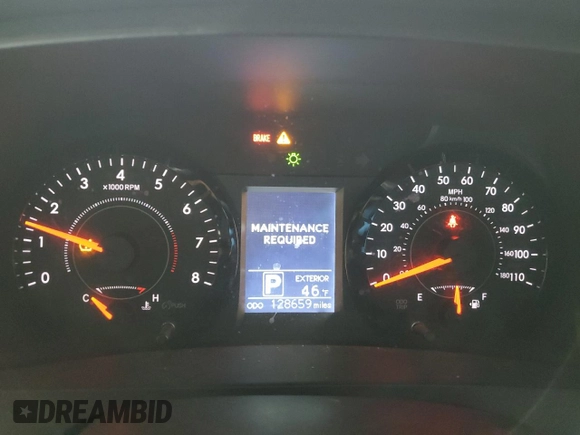 BRAKE
0 1 2 3 4 5 6 7 8
×1000 RPM
C H
MAINTENANCE
REQUIRED
P
EXTERIOR
46 °F
ODO 128659 miles
0 10 20 30 40 50 60 70 80 90 100 110
MPH
80 km/h 100
60 120
40 140
20 160
180
E F
ODO
TRIP
DREAMBID